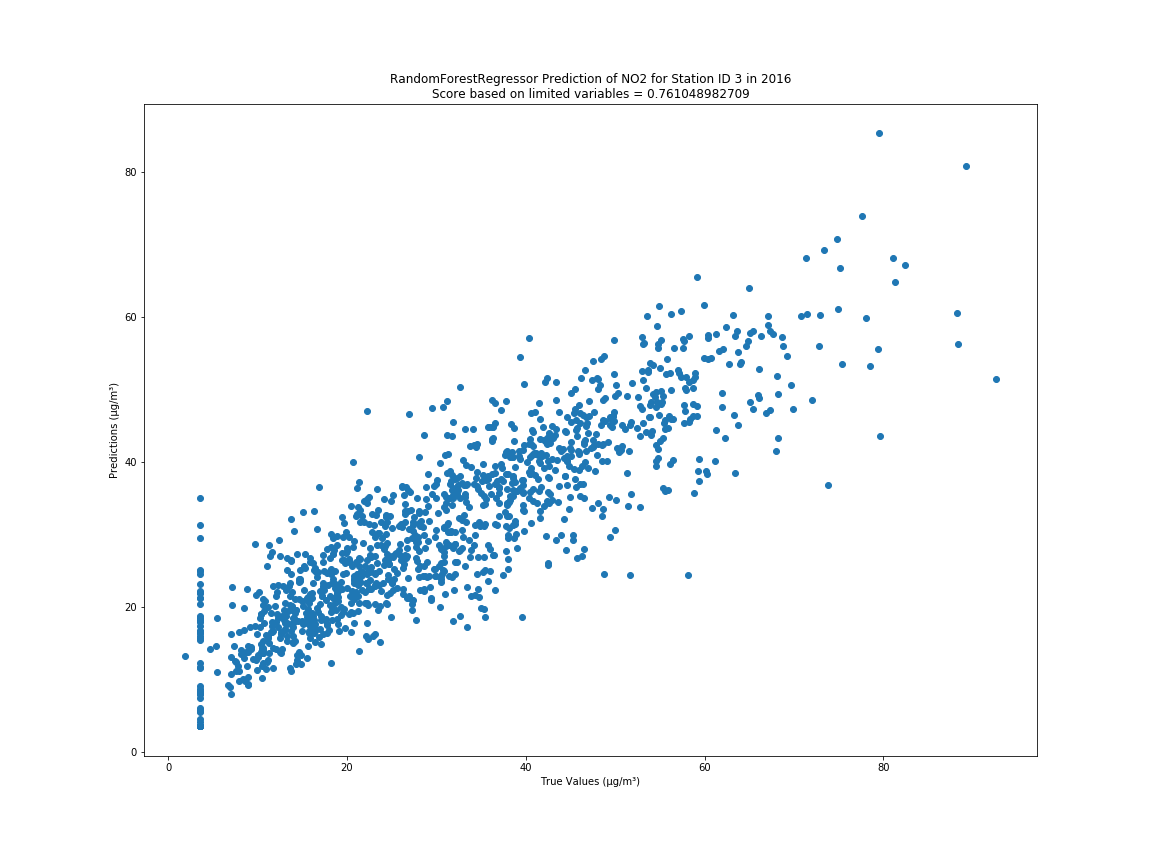 RandomForestRegressor Prediction of NO2 for Station ID 3 in 2016
Score based on limited variables = 0.761048982709
80
60
40
20
0
Predictions (µg/m³)
0 20 40 60 80
True Values (µg/m³)